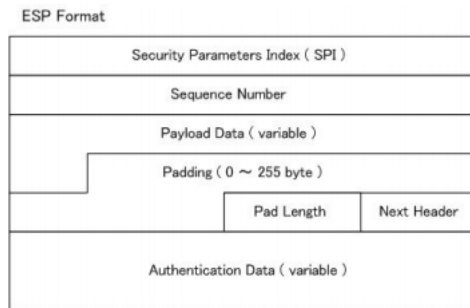 ESP Format
Security Parameters Index ( SPI )
Sequence Number
Payload Data ( variable )
Padding ( 0 ～ 255 byte )
Pad Length
Next Header
Authentication Data ( variable )